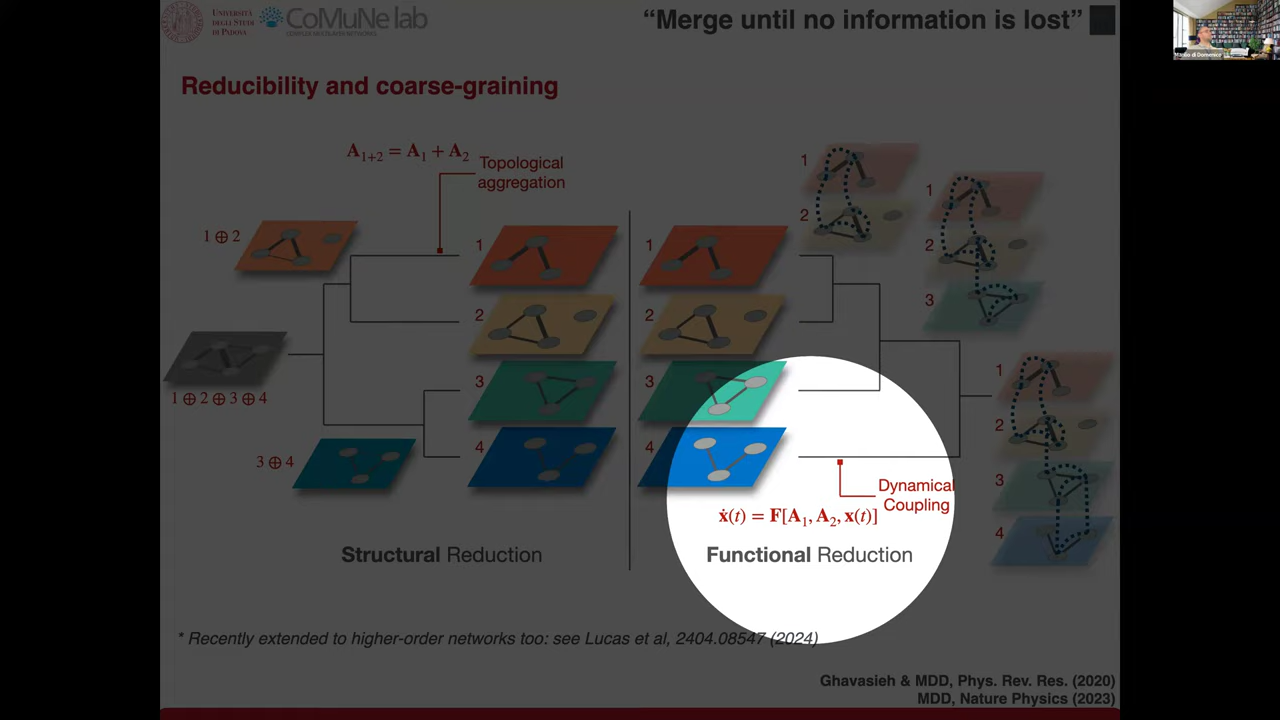 UNIVERSITÀ
DEGLI STUDI
DI PADOVA
CoMuNe lab
COMPLEX MULTILAYER NETWORKS
“Merge until no information is lost”
Reducibility and coarse-graining
A1+2 = A1 + A2
Topological
aggregation
1 ⊕ 2
1 ⊕ 2 ⊕ 3 ⊕ 4
3 ⊕ 4
1
2
3
4
Structural Reduction
1
2
3
4
Dynamical
Coupling
ẋ(t) = F[A1, A2, x(t)]
Functional Reduction
1
2
1
2
3
1
2
3
4
* Recently extended to higher-order networks too: see Lucas et al, 2404.08547 (2024)
Ghavasieh & MDD, Phys. Rev. Res. (2020)
MDD, Nature Physics (2023)